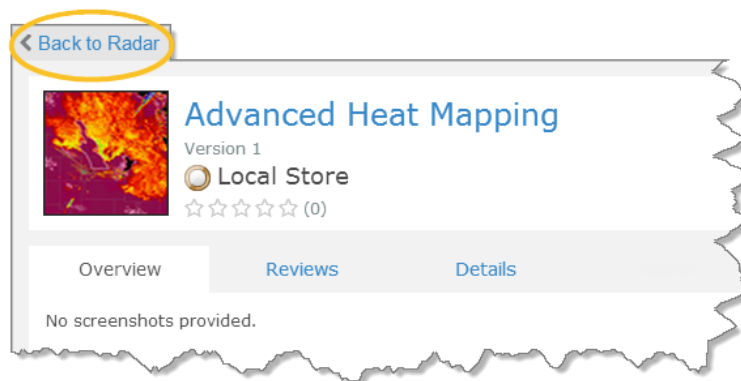 Back to Radar
Advanced Heat Mapping
Version 1
Local Store
(0)
Overview Reviews Details
No screenshots provided.